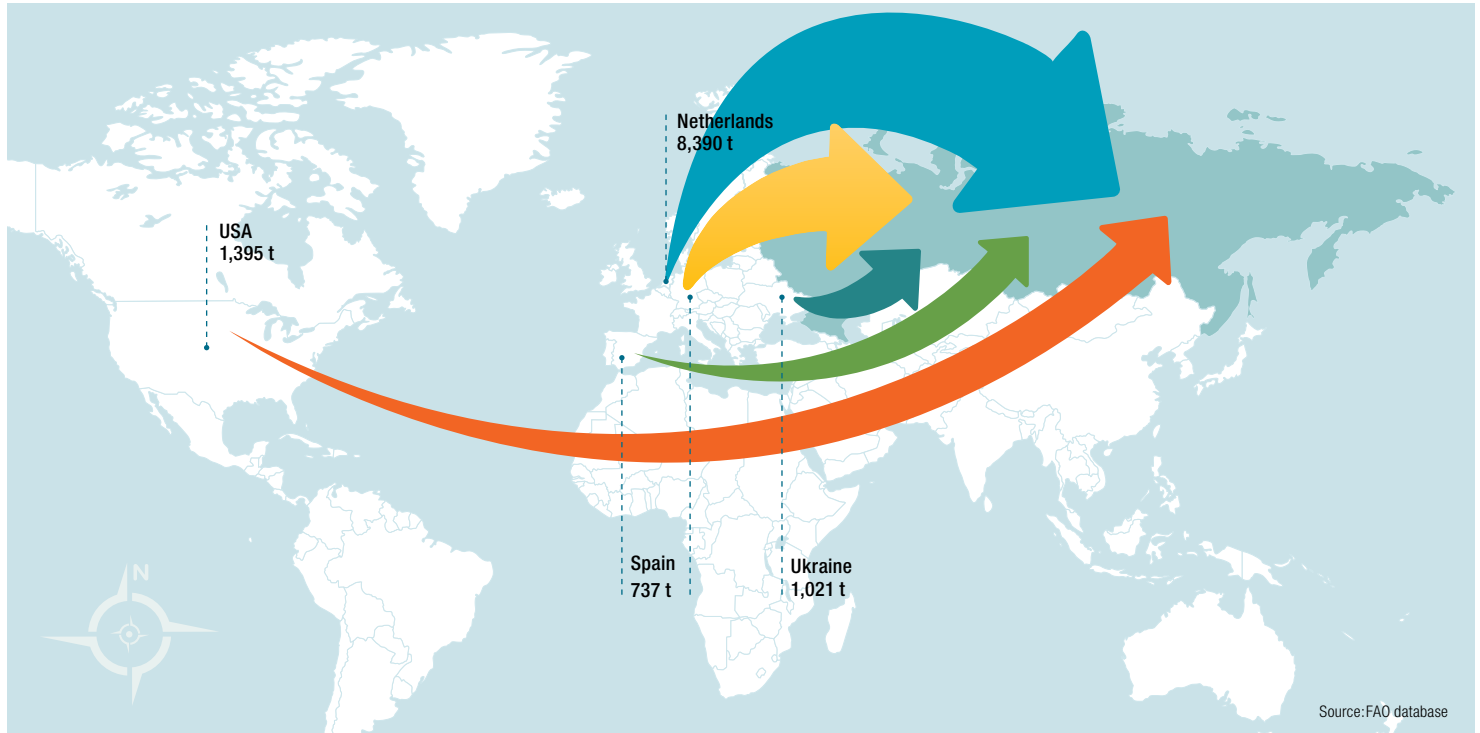 Netherlands
8,390 t
USA
1,395 t
Spain
737 t
Ukraine
1,021 t
N
Source:FAO database